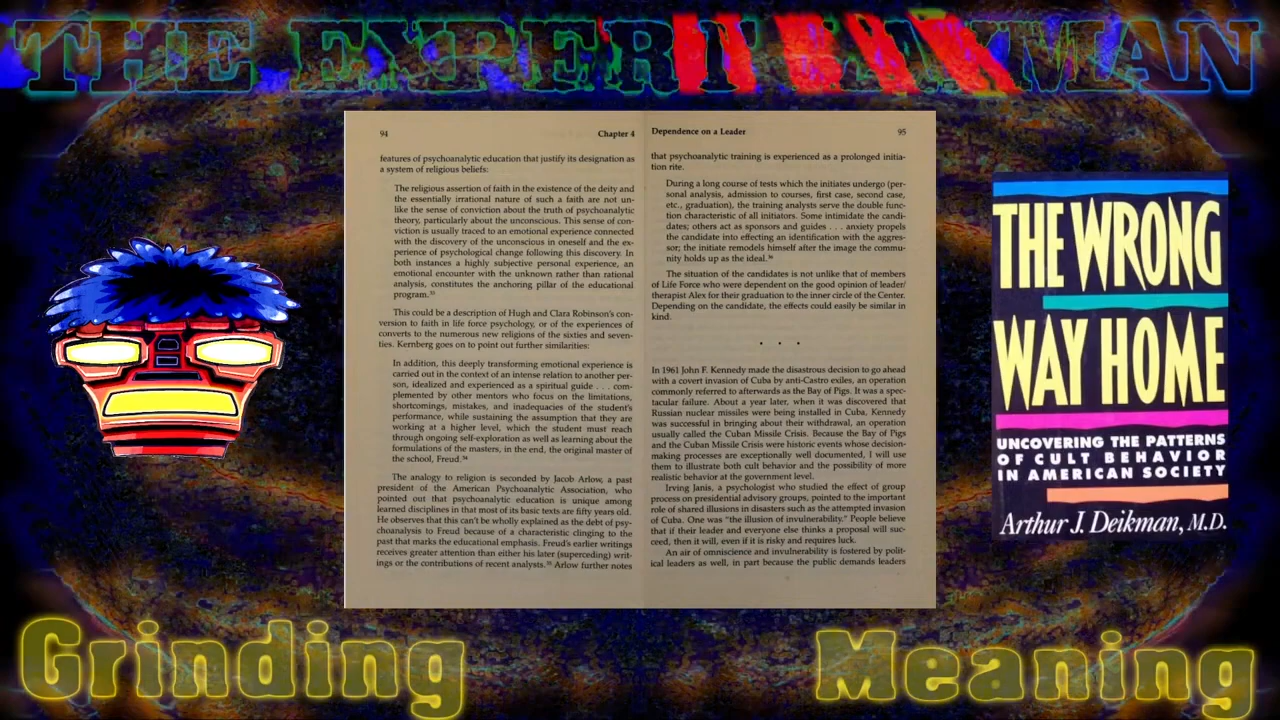 THE EXPERI MAN
94
Chapter 4
features of psychoanalytic education that justify its designation as
a system of religious beliefs:
The religious assertion of faith in the existence of the deity and
the essentially irrational nature of such a faith are not un-
like the sense of conviction about the truth of psychoanalytic
theory, particularly about the unconscious. This sense of con-
viction is usually traced to an emotional experience connected
with the discovery of the unconscious in oneself and the ex-
perience of psychological change following this discovery. In
both instances a highly subjective personal experience, an
emotional encounter with the unknown rather than rational
analysis, constitutes the anchoring pillar of the educational
program.³³
This could be a description of Hugh and Clara Robinson's con-
version to faith in life force psychology, or of the experiences of
converts to the numerous new religions of the sixties and seven-
ties. Kernberg goes on to point out further similarities:
In addition, this deeply transforming emotional experience is
carried out in the context of an intense relation to another per-
son, idealized and experienced as a spiritual guide . . . com-
plemented by other mentors who focus on the limitations,
shortcomings, mistakes, and inadequacies of the student's
performance, while sustaining the assumption that they are
working at a higher level, which the student must reach
through ongoing self-exploration as well as learning about the
formulations of the masters, in the end, the original master of
the school, Freud.³⁴
The analogy to religion is seconded by Jacob Arlow, a past
president of the American Psychoanalytic Association, who
pointed out that psychoanalytic education is unique among
learned disciplines in that most of its basic texts are fifty years old.
He observes that this can't be wholly explained as the debt of psy-
choanalysis to Freud because of a characteristic clinging to the
past that marks the educational emphasis. Freud's earlier writings
receives greater attention than either his later (superceding) writ-
ings or the contributions of recent analysts.³⁵ Arlow further notes
Dependence on a Leader
95
that psychoanalytic training is experienced as a prolonged initia-
tion rite.
During a long course of tests which the initiates undergo (per-
sonal analysis, admission to courses, first case, second case,
etc., graduation), the training analysts serve the double func-
tion characteristic of all initiators. Some intimidate the candi-
dates; others act as sponsors and guides . . . anxiety propels
the candidate into effecting an identification with the aggres-
sor; the initiate remodels himself after the image the commu-
nity holds up as the ideal.³⁶
The situation of the candidates is not unlike that of members
of Life Force who were dependent on the good opinion of leader/
therapist Alex for their graduation to the inner circle of the Center.
Depending on the candidate, the effects could easily be similar in
kind.
• • •
In 1961 John F. Kennedy made the disastrous decision to go ahead
with a covert invasion of Cuba by anti-Castro exiles, an operation
commonly referred to afterwards as the Bay of Pigs. It was a spec-
tacular failure. About a year later, when it was discovered that
Russian nuclear missiles were being installed in Cuba, Kennedy
was successful in bringing about their withdrawal, an operation
usually called the Cuban Missile Crisis. Because the Bay of Pigs
and the Cuban Missile Crisis were historic events whose decision-
making processes are exceptionally well documented, I will use
them to illustrate both cult behavior and the possibility of more
realistic behavior at the government level.
Irving Janis, a psychologist who studied the effect of group
process on presidential advisory groups, pointed to the important
role of shared illusions in disasters such as the attempted invasion
of Cuba. One was "the illusion of invulnerability." People believe
that if their leader and everyone else thinks a proposal will suc-
ceed, then it will, even if it is risky and requires luck.
An air of omniscience and invulnerability is fostered by polit-
ical leaders as well, in part because the public demands leaders
THE WRONG
WAY HOME
UNCOVERING THE PATTERNS
OF CULT BEHAVIOR
IN AMERICAN SOCIETY
Arthur J. Deikman, M.D.
Grinding
Meaning